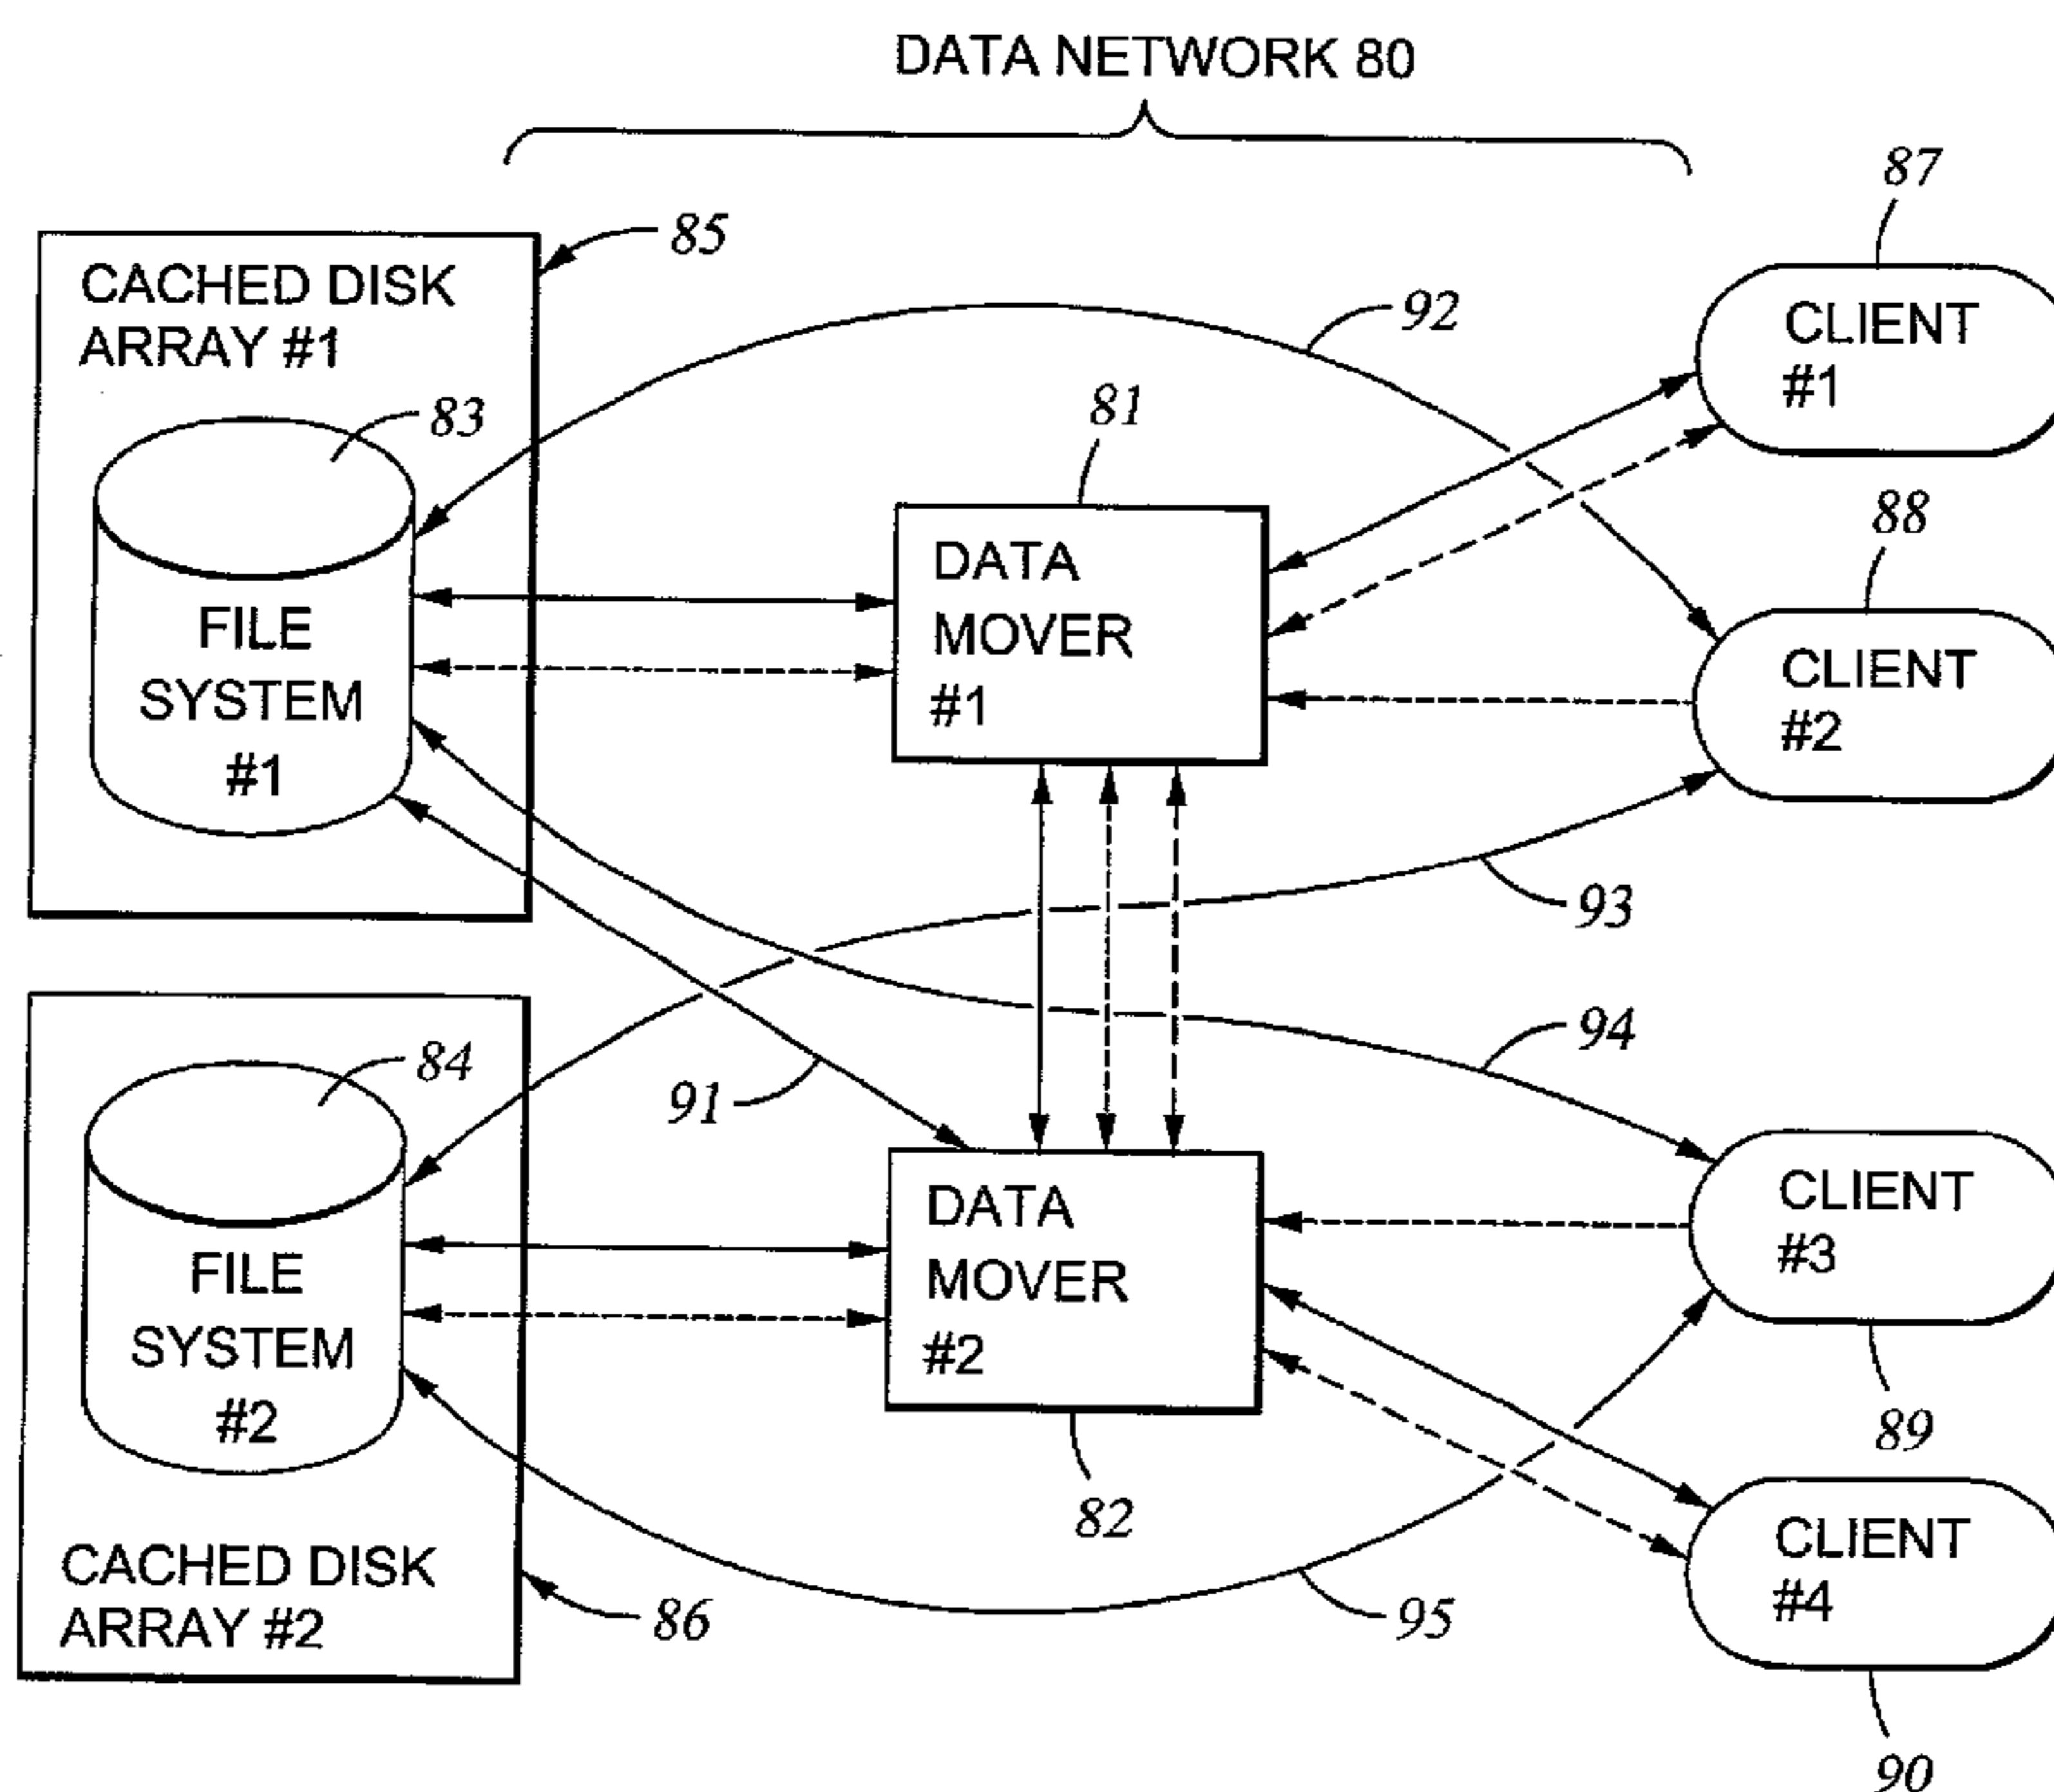 DATA NETWORK 80
87
85
CACHED DISK
ARRAY #1
92
CLIENT
#1
83
81
88
DATA
MOVER
#1
FILE
SYSTEM
#1
CLIENT
#2
93
94
84
91
CLIENT
#3
DATA
MOVER
#2
FILE
SYSTEM
#2
89
82
CLIENT
#4
CACHED DISK
ARRAY #2
86
95
90